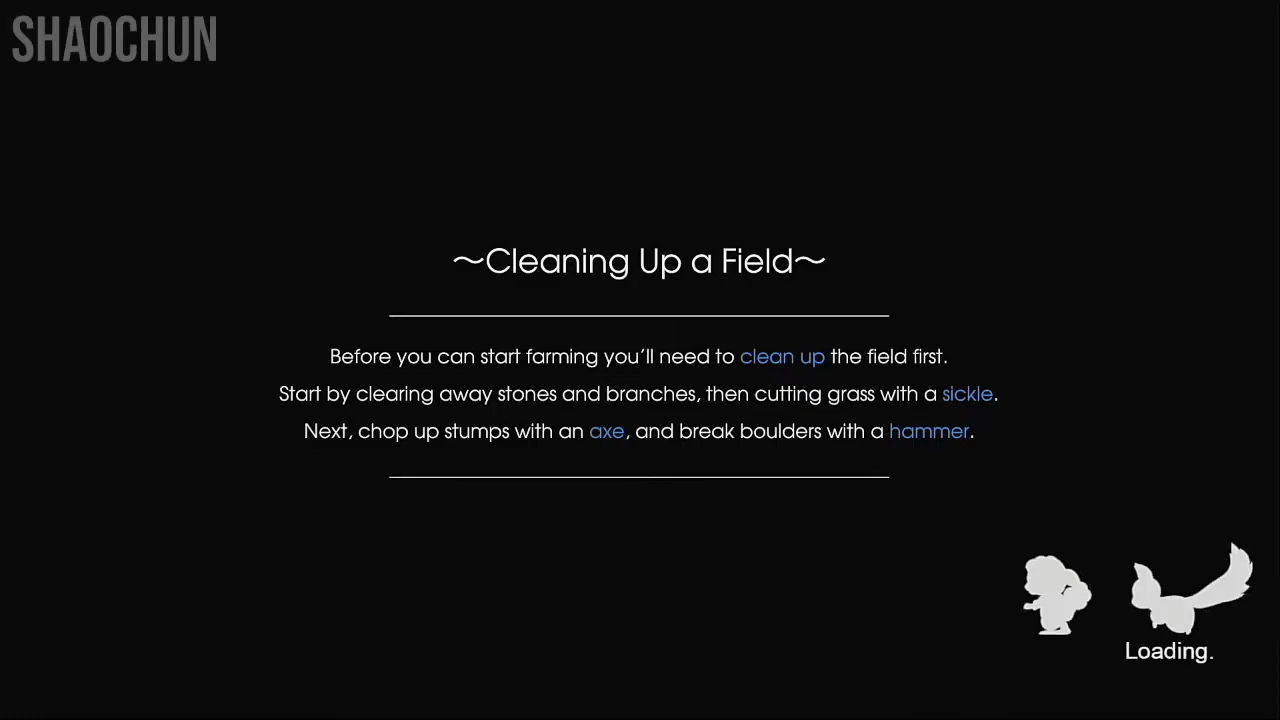 SHAOCHUN
～Cleaning Up a Field～
Before you can start farming you'll need to clean up the field first.
Start by clearing away stones and branches, then cutting grass with a sickle.
Next, chop up stumps with an axe, and break boulders with a hammer.
Loading.